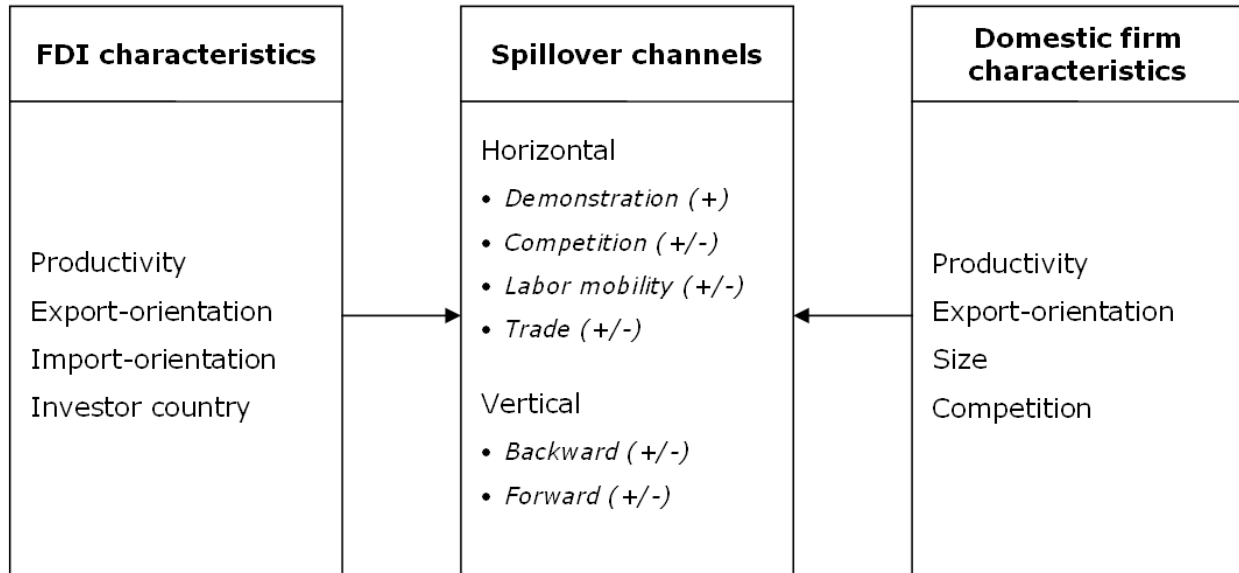 FDI characteristics
Productivity
Export-orientation
Import-orientation
Investor country
Spillover channels
Horizontal
• Demonstration (+)
• Competition (+/-)
• Labor mobility (+/-)
• Trade (+/-)
Vertical
• Backward (+/-)
• Forward (+/-)
Domestic firm
characteristics
Productivity
Export-orientation
Size
Competition